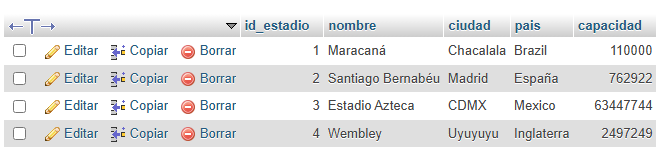 id_estadio nombre ciudad pais capacidad
Editar Copiar Borrar 1 Maracaná Chacalala Brazil 110000
Editar Copiar Borrar 2 Santiago Bernabéu Madrid España 762922
Editar Copiar Borrar 3 Estadio Azteca CDMX Mexico 63447744
Editar Copiar Borrar 4 Wembley Uyuyuyu Inglaterra 2497249